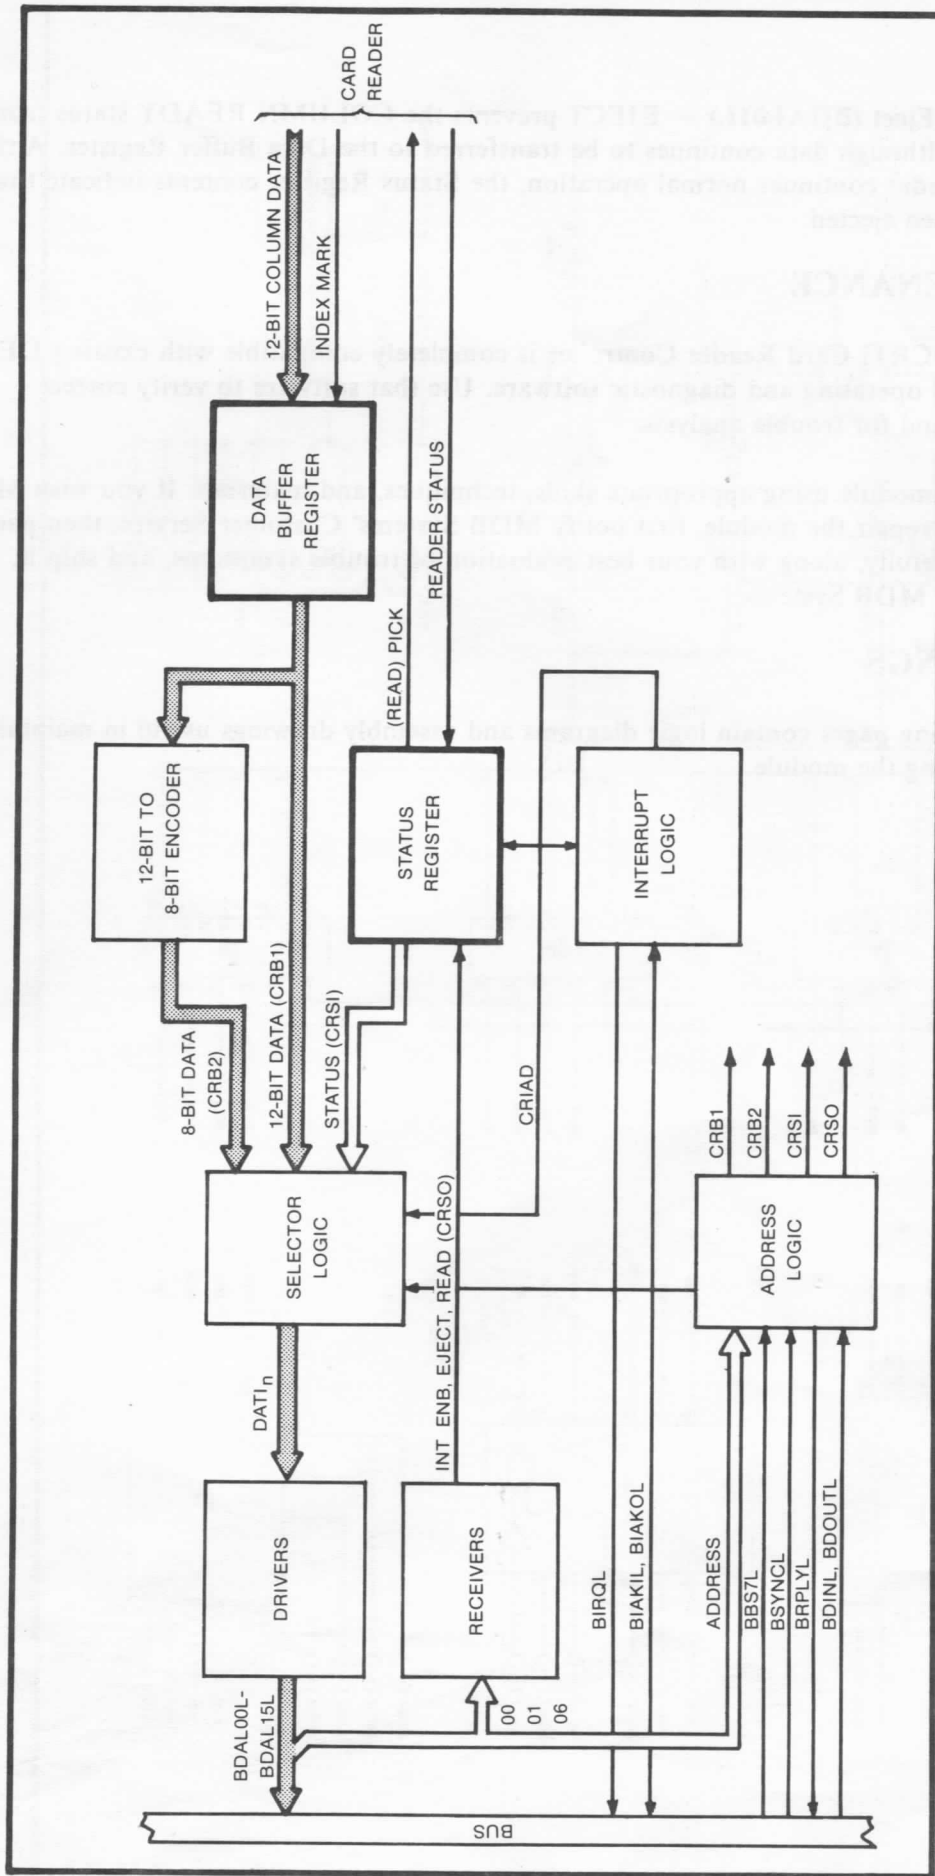 CARD
READER
12-BIT COLUMN DATA
INDEX MARK
DATA
BUFFER
REGISTER
(READ) PICK
READER STATUS
12-BIT TO
8-BIT ENCODER
STATUS
REGISTER
INTERRUPT
LOGIC
8-BIT DATA
(CRB2)
12-BIT DATA (CRB1)
STATUS (CRSI)
CRIAD
CRB1
CRB2
CRSI
CRSO
SELECTOR
LOGIC
INT ENB, EJECT, READ (CRSO)
ADDRESS
LOGIC
DATIn
DRIVERS
RECEIVERS
BIRQL
BIAKIL, BIAKOL
ADDRESS
BBS7L
BSYNCL
BRPLYL
BDINL, BDOUTL
BDAL00L-
BDAL15L
00
01
06
BUS